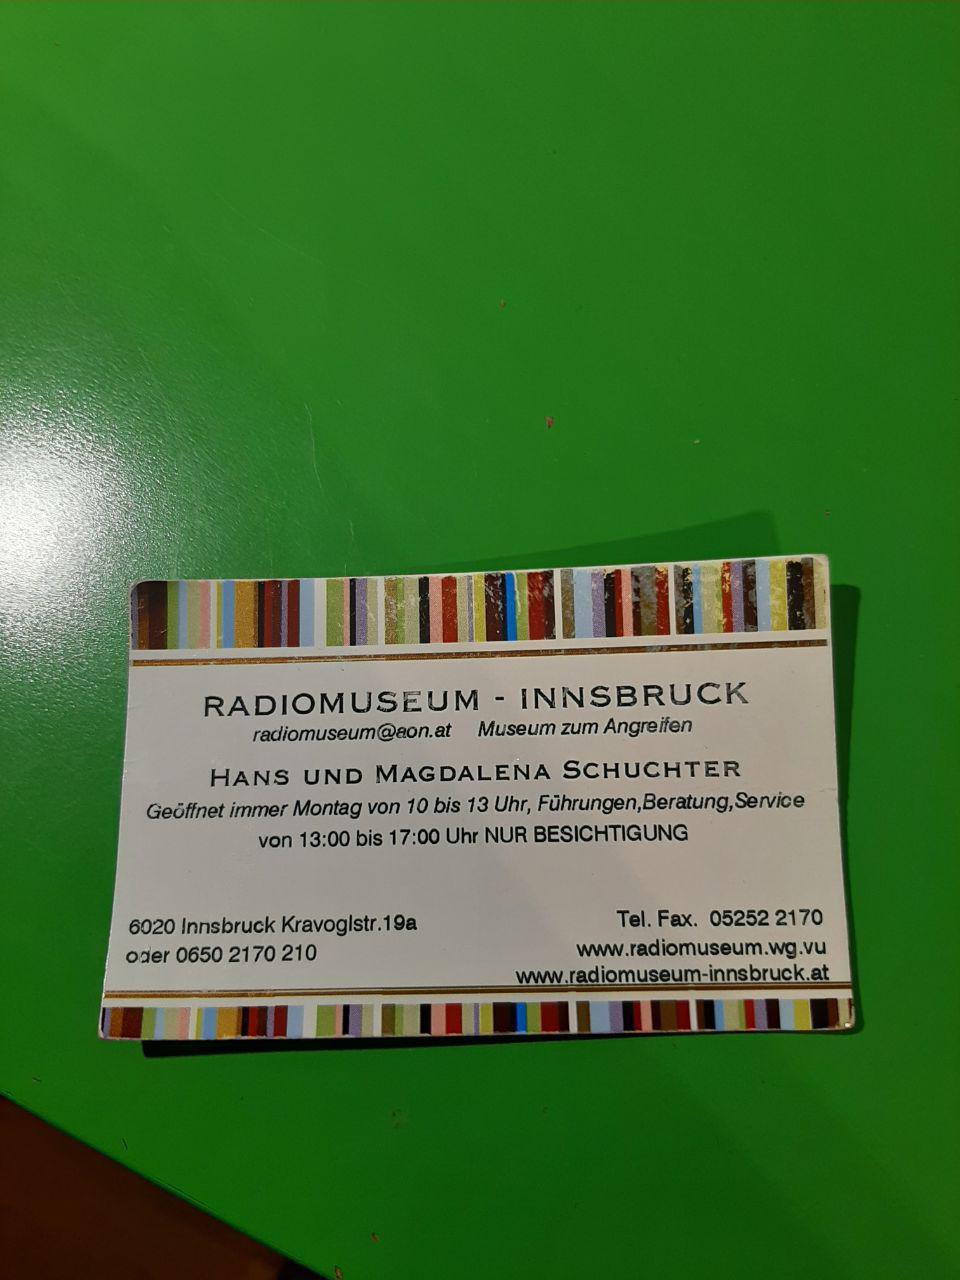 RADIOMUSEUM - INNSBRUCK
radiomuseum@aon.at Museum zum Angreifen
HANS UND MAGDALENA SCHUCHTER
Geöffnet immer Montag von 10 bis 13 Uhr, Führungen,Beratung,Service
von 13:00 bis 17:00 Uhr NUR BESICHTIGUNG
6020 Innsbruck Kravoglstr.19a
oder 0650 2170 210
Tel. Fax. 05252 2170
www.radiomuseum.wg.vu
www.radiomuseum-innsbruck.at